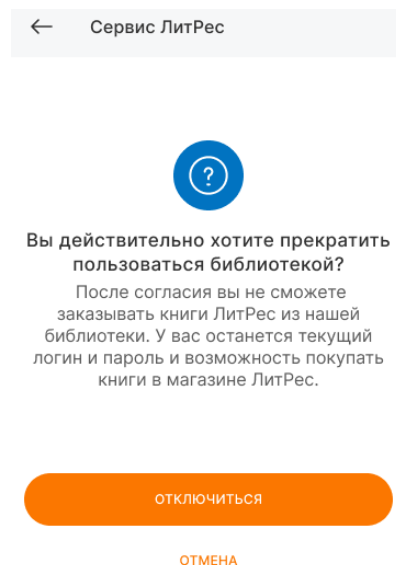 Сервис ЛитРес
?
Вы действительно хотите прекратить
пользоваться библиотекой?
После согласия вы не сможете
заказывать книги ЛитРес из нашей
библиотеки. У вас останется текущий
логин и пароль и возможность покупать
книги в магазине ЛитРес.
ОТКЛЮЧИТЬСЯ
ОТМЕНА